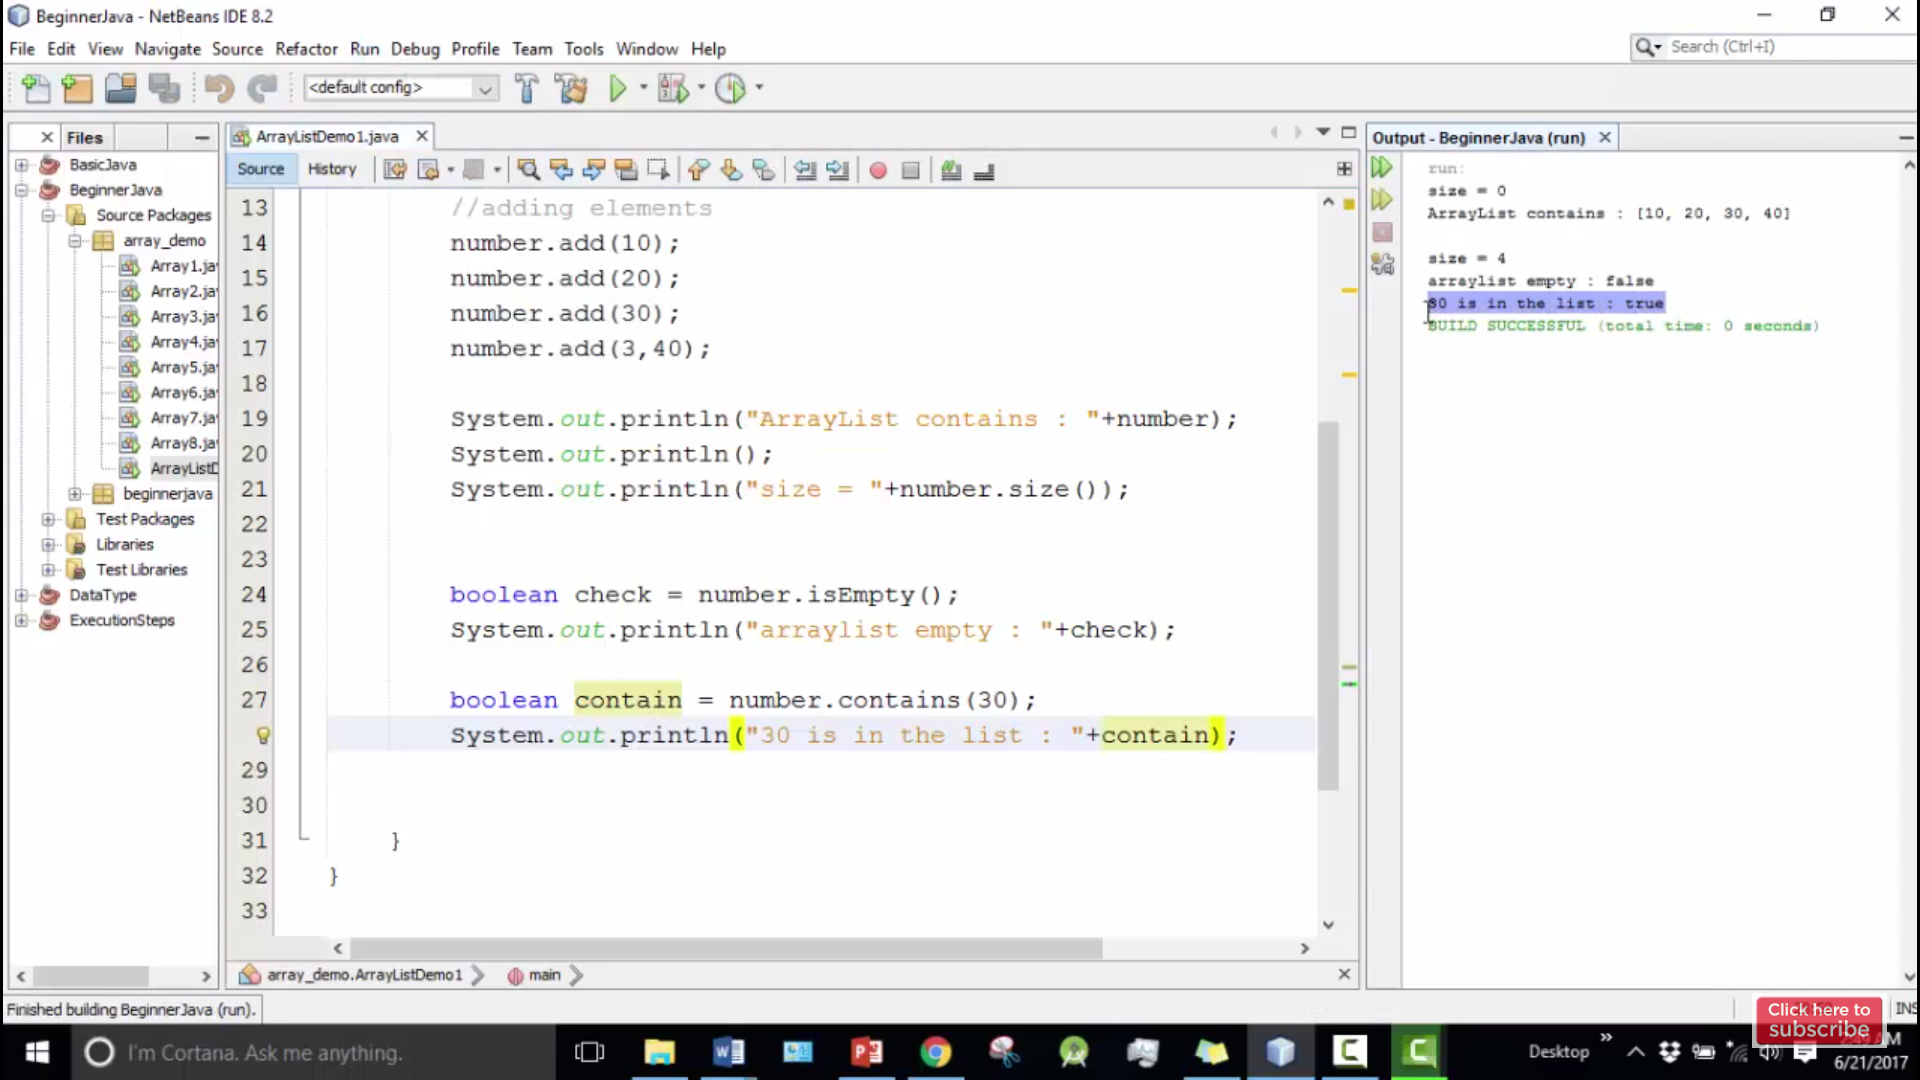 BeginnerJava - NetBeans IDE 8.2
File Edit View Navigate Source Refactor Run Debug Profile Team Tools Window Help
Search (Ctrl+I)
<default config>
Files
BasicJava
BeginnerJava
Source Packages
array_demo
Array1.ja
Array2.ja
Array3.ja
Array4.ja
Array5.ja
Array6.ja
Array7.ja
Array8.ja
ArrayListD
beginnerjava
Test Packages
Libraries
Test Libraries
DataType
ExecutionSteps
ArrayListDemo1.java
Source History
13 //adding elements
14 number.add(10);
15 number.add(20);
16 number.add(30);
17 number.add(3,40);
18
19 System.out.println("ArrayList contains : "+number);
20 System.out.println();
21 System.out.println("size = "+number.size());
22
23
24 boolean check = number.isEmpty();
25 System.out.println("arraylist empty : "+check);
26
27 boolean contain = number.contains(30);
System.out.println("30 is in the list : "+contain);
29
30
31 }
32 }
33
array_demo.ArrayListDemo1 main
Output - BeginnerJava (run)
run:
size = 0
ArrayList contains : [10, 20, 30, 40]
size = 4
arraylist empty : false
30 is in the list : true
BUILD SUCCESSFUL (total time: 0 seconds)
Finished building BeginnerJava (run).
INS
Click here to
subscribe
I'm Cortana. Ask me anything.
Desktop
6/21/2017